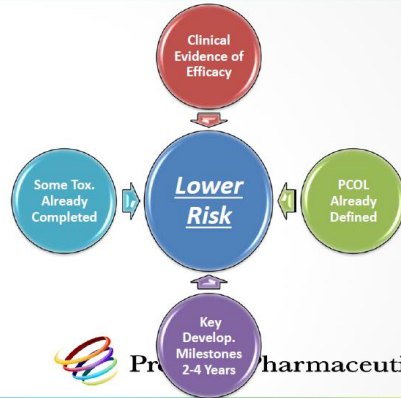 Clinical
Evidence of
Efficacy
Some Tox.
Already
Completed
Lower
Risk
PCOL
Already
Defined
Key
Develop.
Milestones
2-4 Years